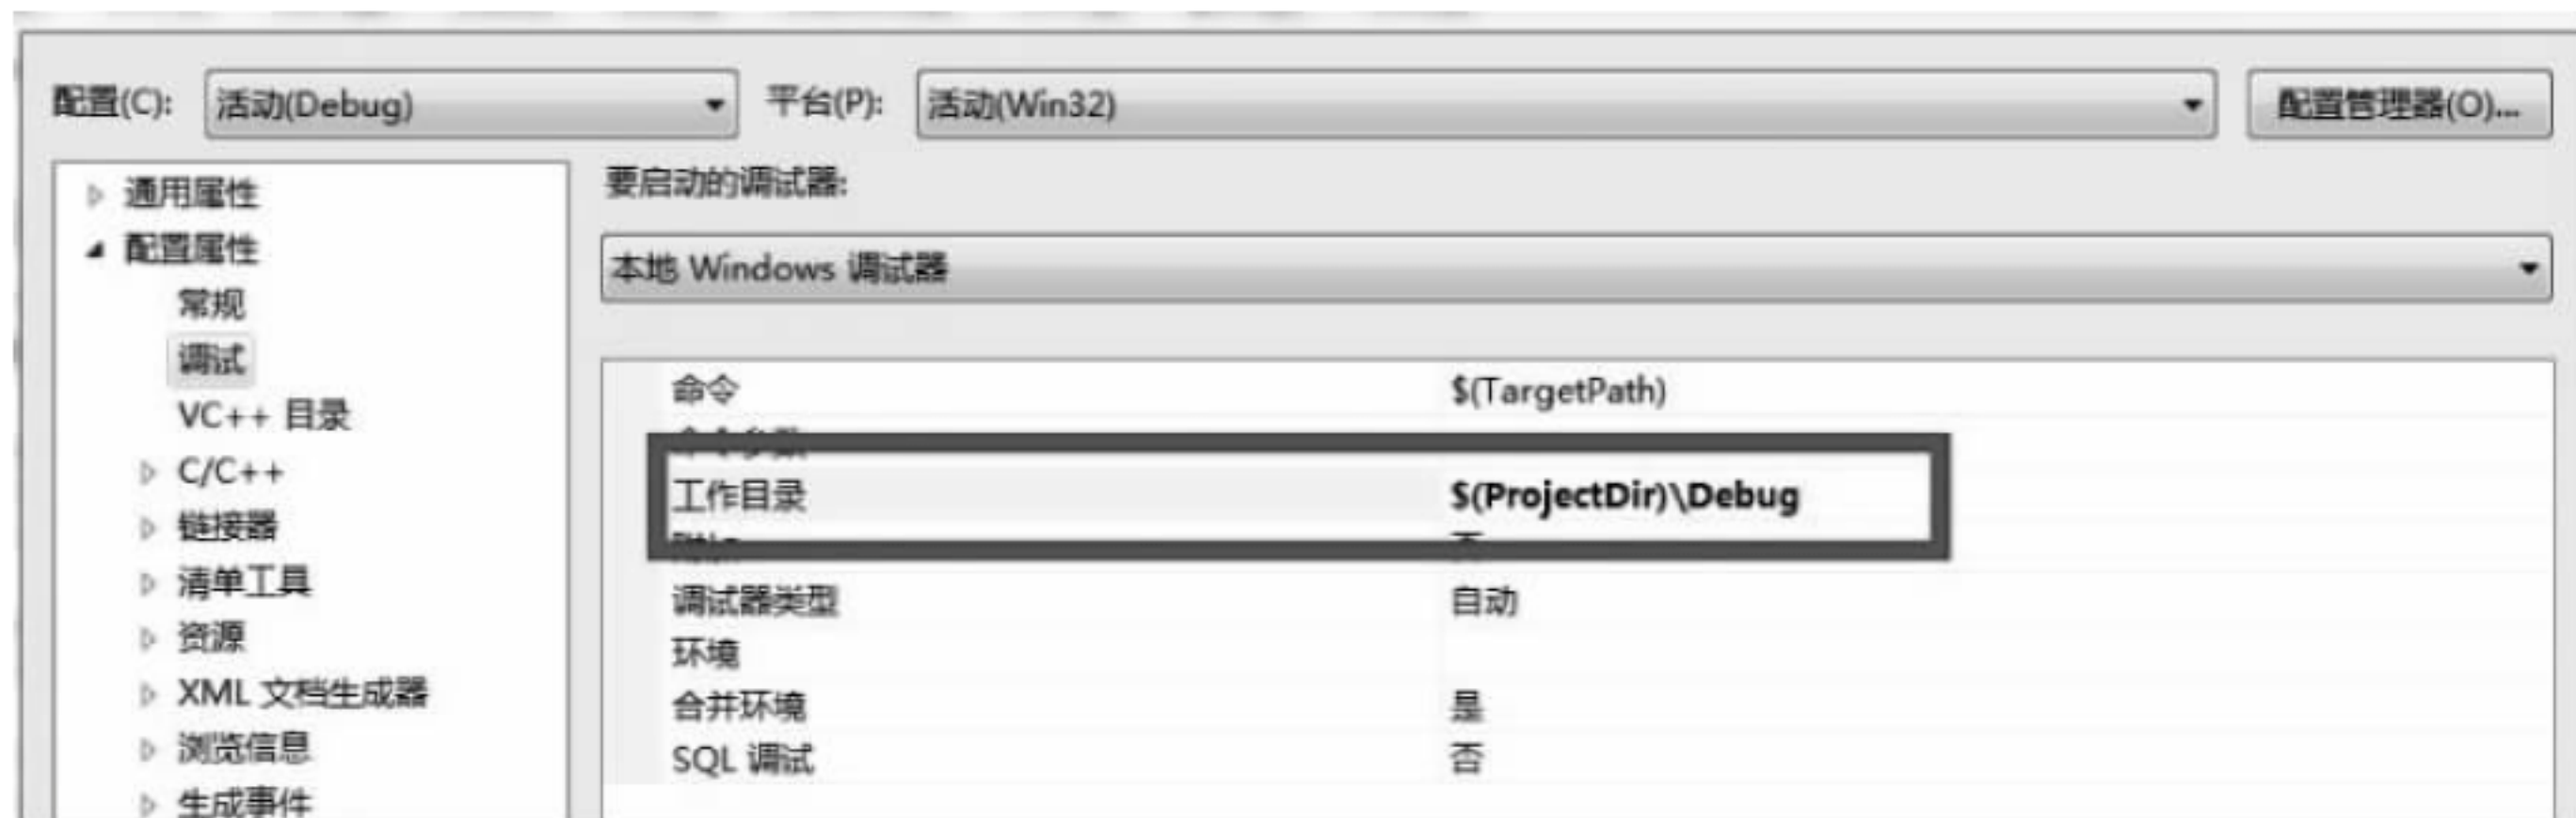 配置(C): 活动(Debug) 平台(P): 活动(Win32) 配置管理器(O)...
通用属性
配置属性
常规
调试
VC++ 目录
C/C++
链接器
清单工具
资源
XML 文档生成器
浏览信息
生成事件
要启动的调试器:
本地 Windows 调试器
命令 $(TargetPath)
工作目录 $(ProjectDir)\Debug
调试器类型 自动
环境
合并环境 是
SQL 调试 否